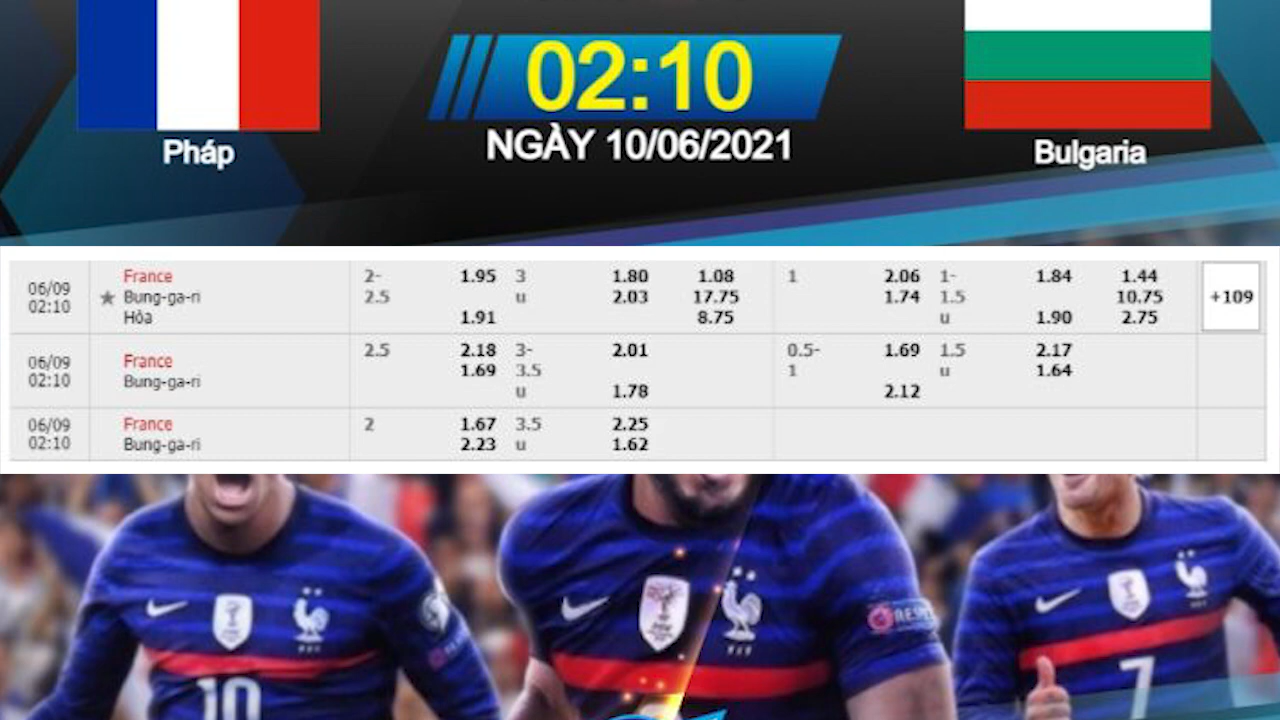 02:10
NGÀY 10/06/2021
Pháp
Bulgaria
06/09 France 2- 1.95 3 1.80 1.08 1 2.06 1- 1.84 1.44
02:10 ★ Bung-ga-ri 2.5 u 2.03 17.75 1.74 1.5 10.75 +109
Hòa 1.91 8.75 u 1.90 2.75
06/09 France 2.5 2.18 3- 2.01 0.5- 1.69 1.5 2.17
02:10 Bung-ga-ri 1.69 3.5 1 u 1.64
u 1.78 2.12
06/09 France 2 1.67 3.5 2.25
02:10 Bung-ga-ri 2.23 u 1.62
RESPE
FFF
10
7